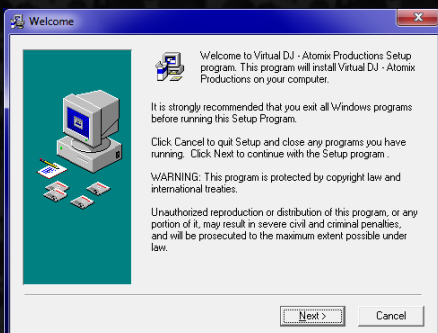 Welcome
Welcome to Virtual DJ - Atomix Productions Setup
program. This program will install Virtual DJ - Atomix
Productions on your computer.
It is strongly recommended that you exit all Windows programs
before running this Setup Program.
Click Cancel to quit Setup and close any programs you have
running. Click Next to continue with the Setup program .
WARNING: This program is protected by copyright law and
international treaties.
Unauthorized reproduction or distribution of this program, or any
portion of it, may result in severe civil and criminal penalties,
and will be prosecuted to the maximum extent possible under
law.
Next >
Cancel